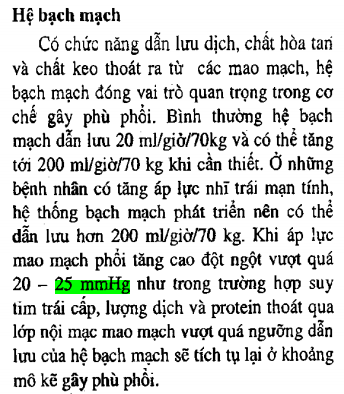 Hệ bạch mạch
Có chức năng dẫn lưu dịch, chất hòa tan
và chất keo thoát ra từ các mao mạch, hệ
bạch mạch đóng vai trò quan trọng trong cơ
chế gây phù phổi. Bình thường hệ bạch
mạch dẫn lưu 20 ml/giờ/70kg và có thể tăng
tới 200 ml/giờ/70 kg khi cần thiết. Ở những
bệnh nhân có tăng áp lực nhĩ trái mạn tính,
hệ thống bạch mạch phát triển nên có thể
dẫn lưu hơn 200 ml/giờ/70 kg. Khi áp lực
mao mạch phổi tăng cao đột ngột vượt quá
20 – 25 mmHg như trong trường hợp suy
tim trái cấp, lượng dịch và protein thoát qua
lớp nội mạc mao mạch vượt quá ngưỡng dẫn
lưu của hệ bạch mạch sẽ tích tụ lại ở khoảng
mô kẽ gây phù phổi.